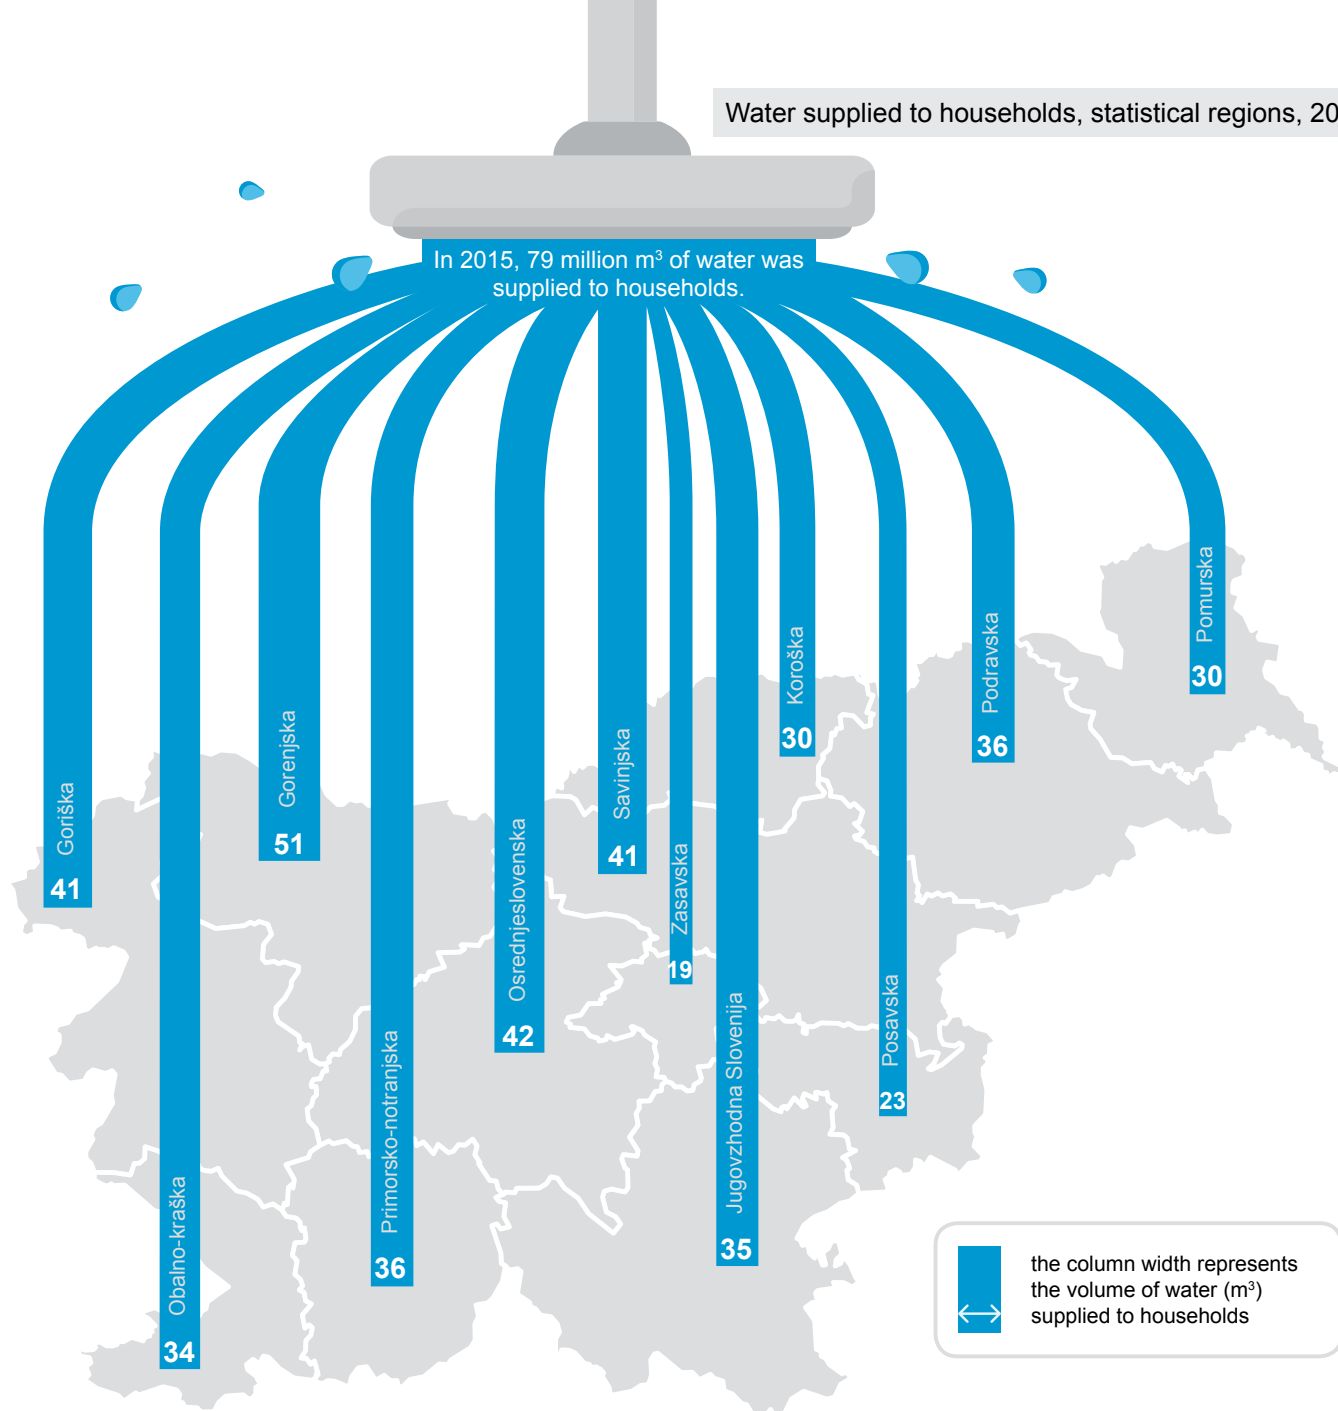 Water supplied to households, statistical regions, 20
In 2015, 79 million m³ of water was
supplied to households.
Goriška
41
Obalno-kraška
34
Gorenjska
51
Primorsko-notranjska
36
Osrednjeslovenska
42
Savinjska
41
Zasavska
19
Jugovzhodna Slovenija
35
Koroška
30
Posavska
23
Podravska
36
Pomurska
30
the column width represents
the volume of water (m³)
supplied to households